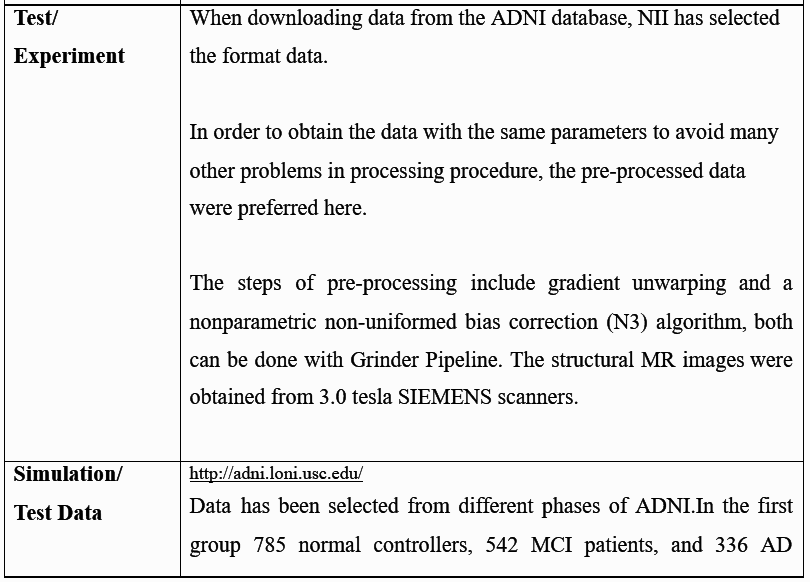 Test/
Experiment
When downloading data from the ADNI database, NII has selected
the format data.
In order to obtain the data with the same parameters to avoid many
other problems in processing procedure, the pre-processed data
were preferred here.
The steps of pre-processing include gradient unwarping and a
nonparametric non-uniformed bias correction (N3) algorithm, both
can be done with Grinder Pipeline. The structural MR images were
obtained from 3.0 tesla SIEMENS scanners.
Simulation/
Test Data
http://adni.loni.usc.edu/
Data has been selected from different phases of ADNI.In the first
group 785 normal controllers, 542 MCI patients, and 336 AD